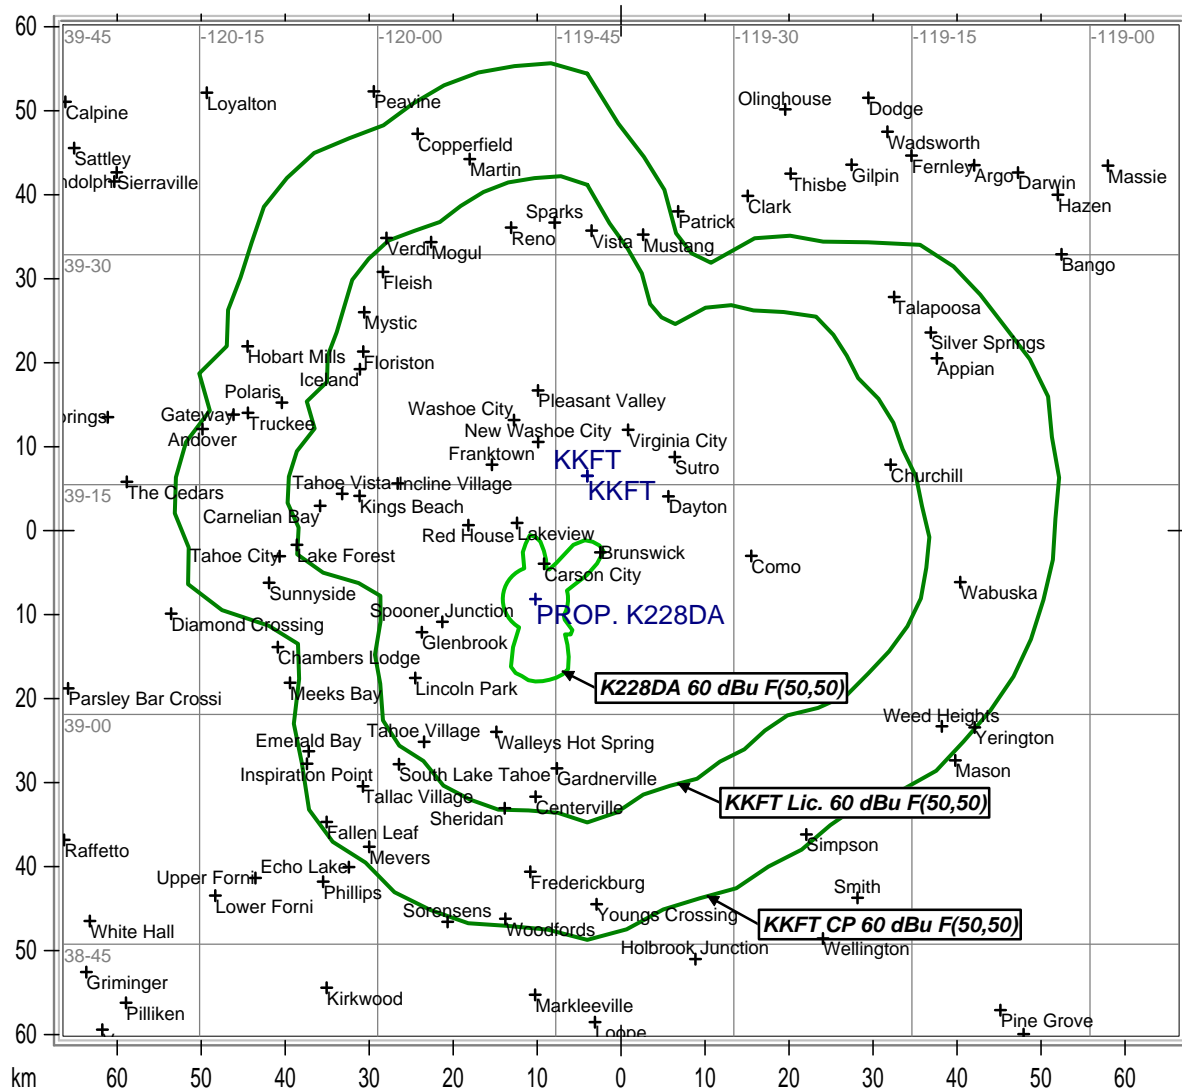 60
39-45
-120-15
-120-00
-119-45
-119-30
-119-15
-119-00
50
Calpine
Loyalton
Peavine
Olinghouse
Dodge
Copperfield
Wadsworth
Sattley
Martin
Fernley
ndolph
Sierraville
Thisbe
Gilpin
Argo
Darwin
Massie
40
Clark
Hazen
Sparks
Patrick
Reno
Vista
Mustang
Verdi
Mogul
39-30
Bango
30
Fleish
Talapoosa
Mystic
Silver Springs
Hobart Mills
Floriston
20
Iceland
Appian
Polaris
Pleasant Valley
prings
Gateway
Truckee
Washoe City
Andover
New Washoe City
Virginia City
10
Franktown
KKFT
Sutro
KKFT
Churchill
39-15
The Cedars
Tahoe Vista
Incline Village
Kings Beach
Dayton
Carnelian Bay
0
Red House
Lakeview
Tahoe City
Lake Forest
Brunswick
Como
Carson City
Sunnyside
Wabuska
10
Diamond Crossing
Spooner Junction
PROP. K228DA
Glenbrook
Chambers Lodge
Meeks Bay
Lincoln Park
K228DA 60 dBu F(50,50)
20
Parsley Bar Crossi
39-00
Weed Heights
Emerald Bay
Tahoe Village
Walleys Hot Spring
Yerington
Inspiration Point
South Lake Tahoe
Gardnerville
Mason
30
Tallac Village
Centerville
KKFT Lic. 60 dBu F(50,50)
Sheridan
Fallen Leaf
Simpson
Raffetto
Mevers
40
Upper Forni
Echo Lake
Frederickburg
Phillips
Smith
Lower Forni
Sorensens
Youngs Crossing
KKFT CP 60 dBu F(50,50)
White Hall
Woodfords
50
38-45
Holbrook Junction
Wellington
Griminger
Kirkwood
Markleeville
Pilliken
Pine Grove
60
Loope
km
60
50
40
30
20
10
0
10
20
30
40
50
60